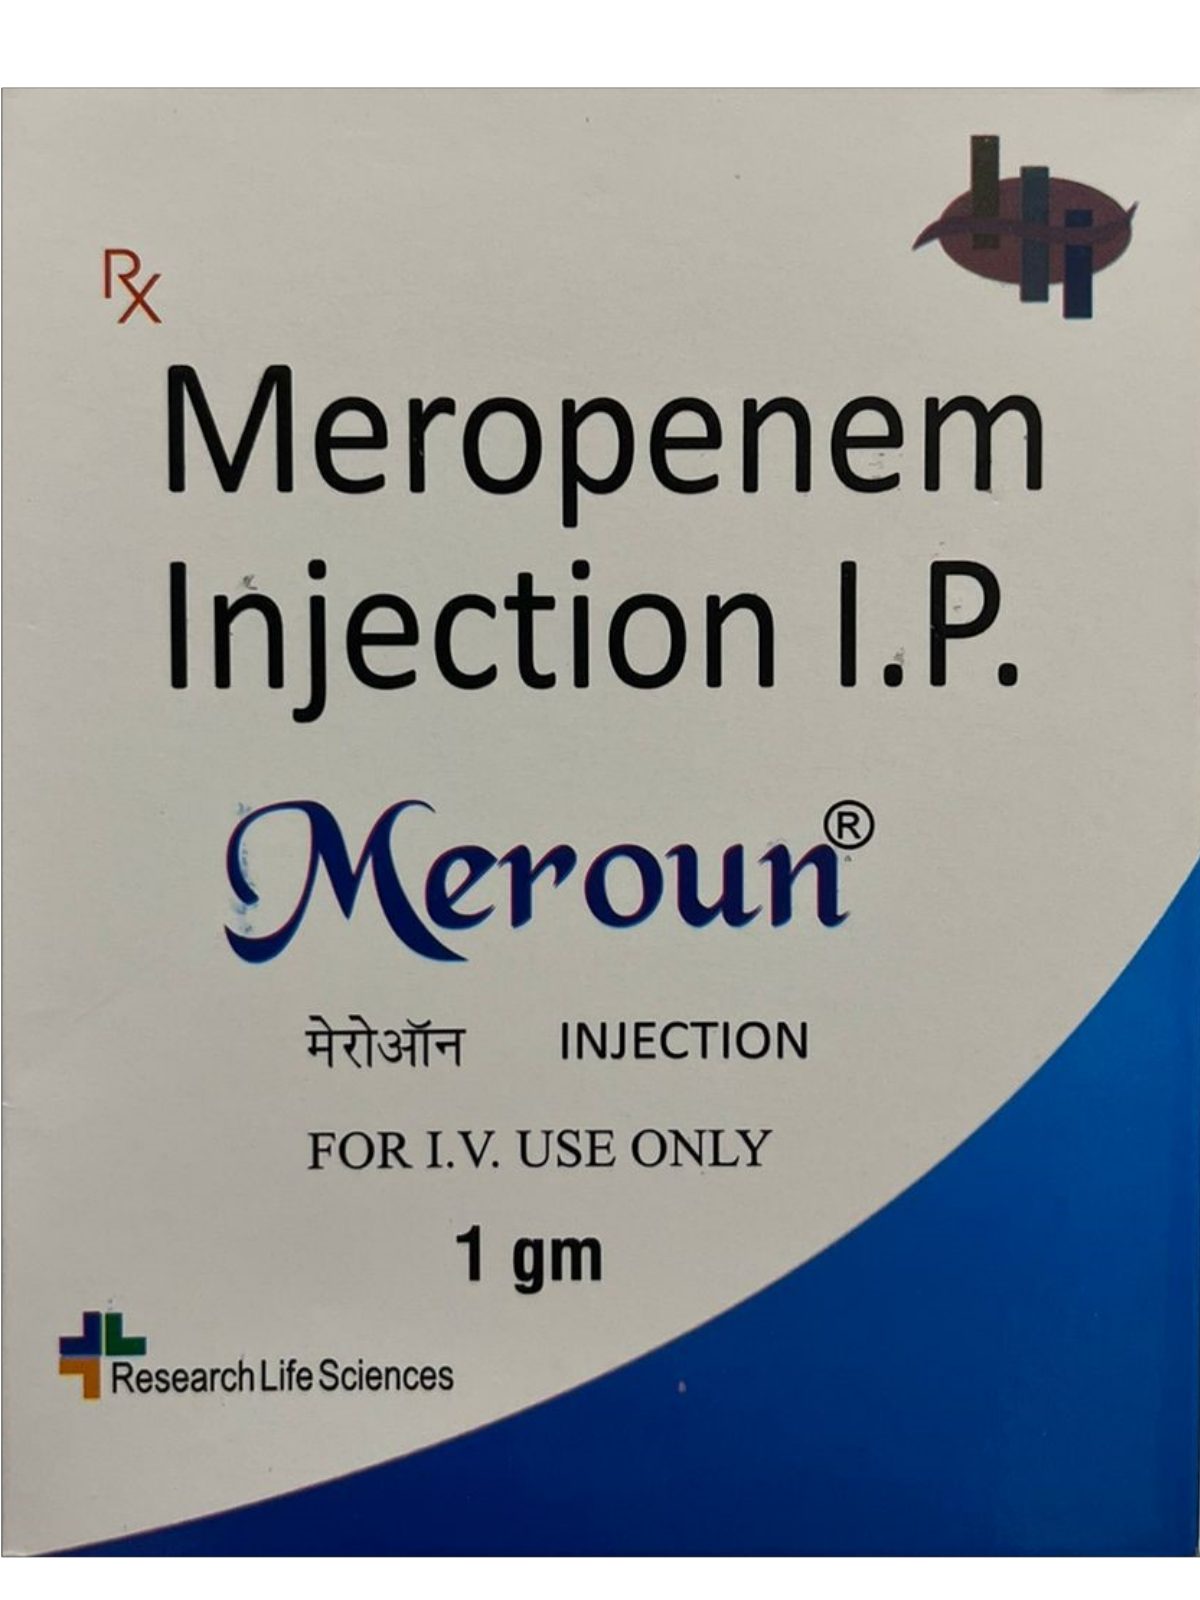 Rx
Meropenem
Injection I.P.
Meroun®
मेरोऑन INJECTION
FOR I.V. USE ONLY
1 gm
Research Life Sciences